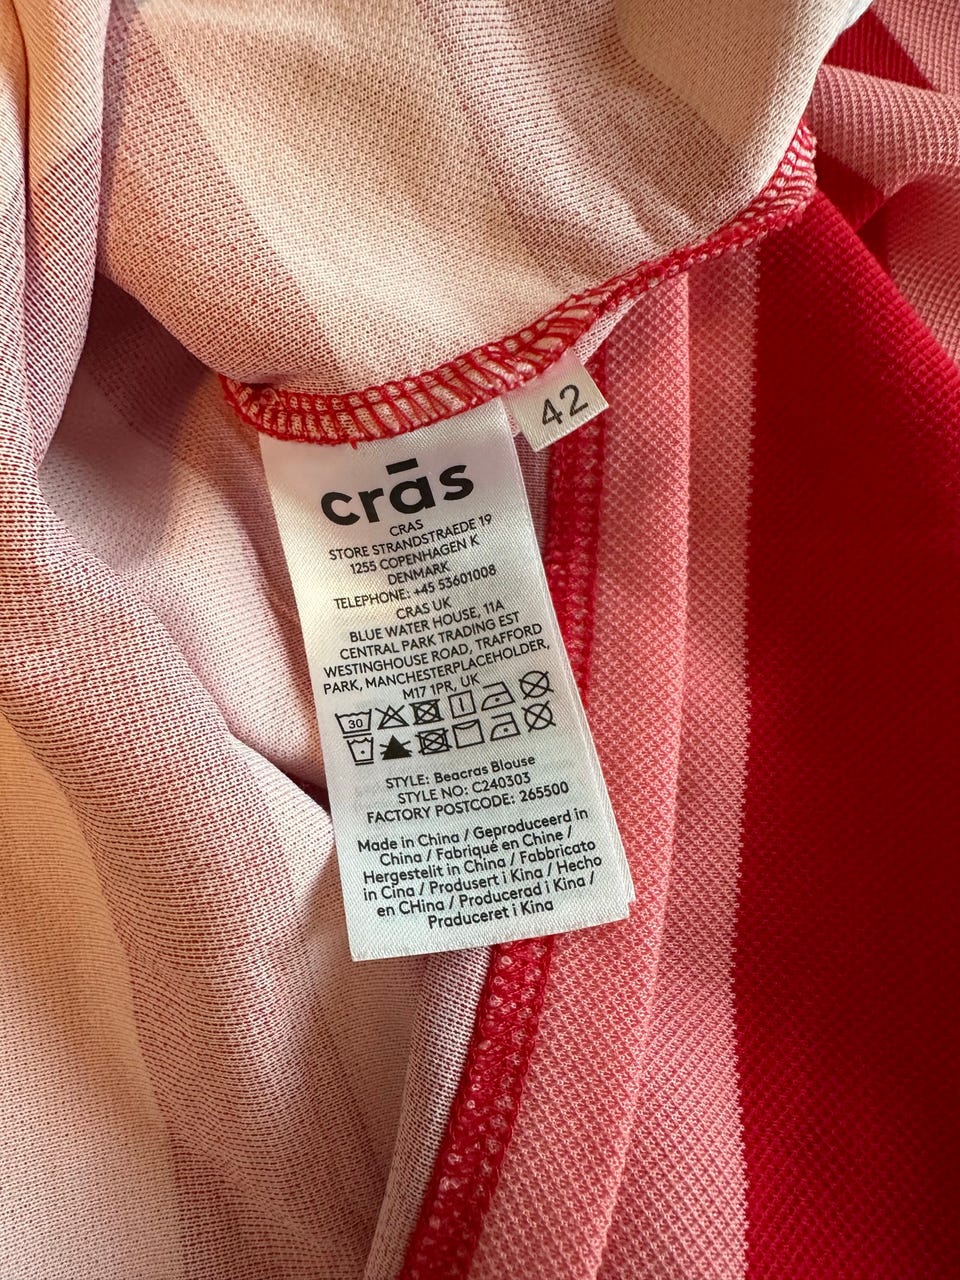 42
crās
CRAS
STORE STRANDSTRAEDE 19
1255 COPENHAGEN K
DENMARK
TELEPHONE: +45 53601008
CRAS UK
BLUE WATER HOUSE, 11A
CENTRAL PARK TRADING EST
WESTINGHOUSE ROAD, TRAFFORD
PARK, MANCHESTERPLACEHOLDER,
M17 1PR, UK
30
STYLE: Beacras Blouse
STYLE NO: C240303
FACTORY POSTCODE: 265500
Made in China / Geproduceerd in
China / Fabriqué en Chine /
Hergestelit in China / Fabbricato
in Cina / Produsert i Kina / Hecho
en CHina / Producerad i Kina /
Praduceret i Kina